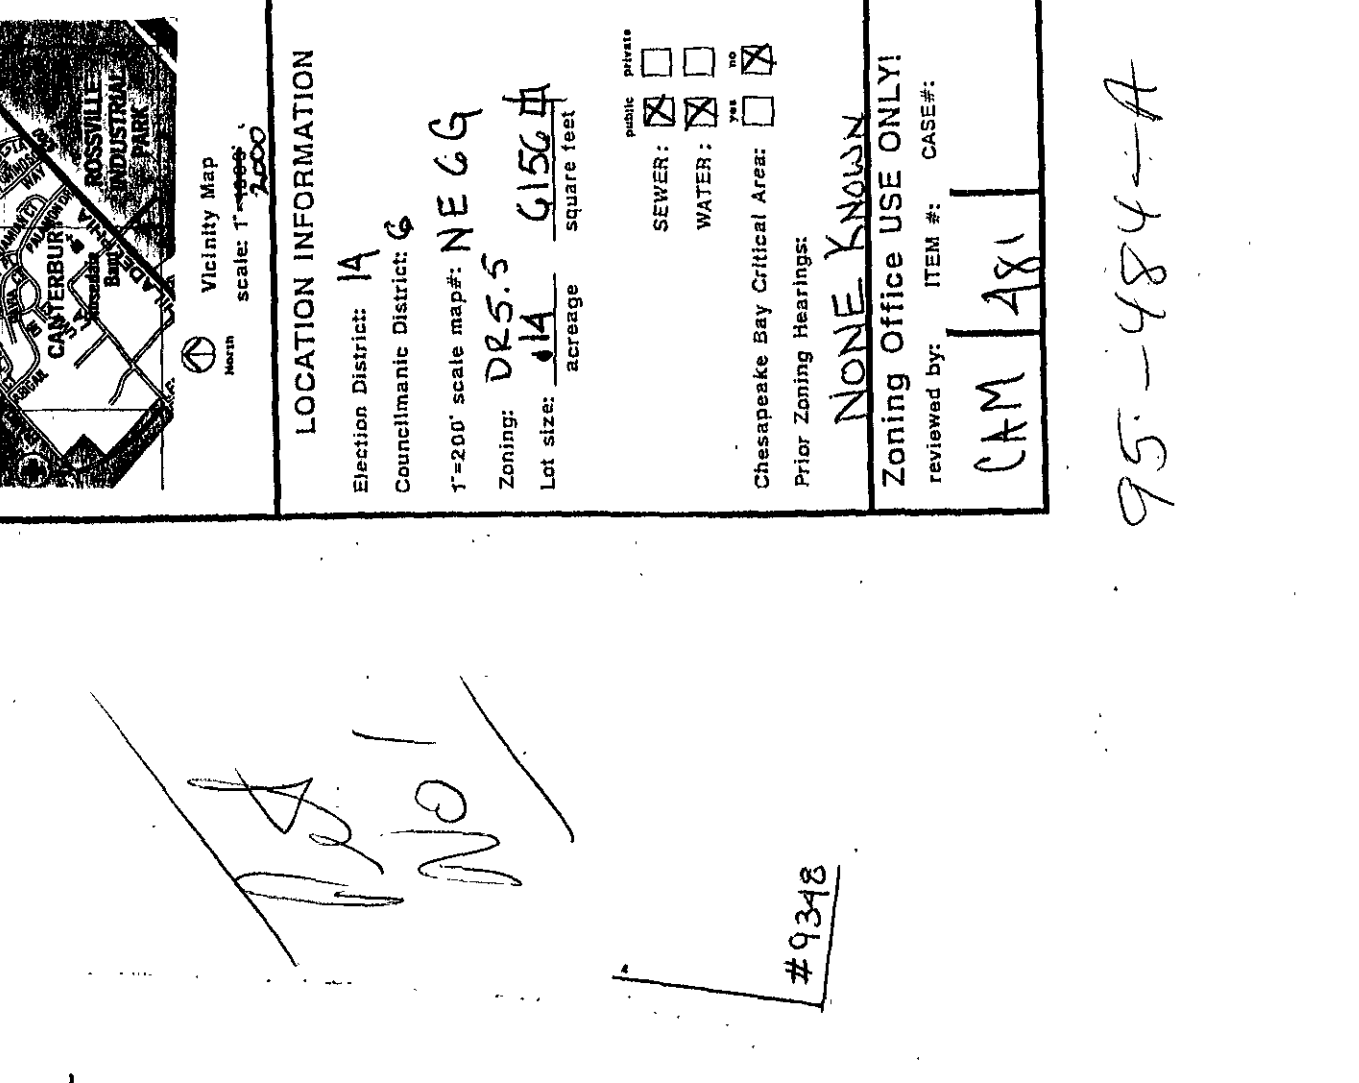 ROSSVILLE
INDUSTRIAL
PARK
WAY
CANTERBURY
North
Vicinity Map
scale: 1"=1000'
2000
LOCATION INFORMATION
Election District: 14
Councilmanic District: 6
1"=200' scale map#: NE 6G
Zoning: DR5.5
Lot size: .14 6156
acreage square feet
public private
SEWER:
WATER:
yes no
Chesapeake Bay Critical Area:
Prior Zoning Hearings:
NONE KNOWN
Zoning Office USE ONLY!
reviewed by: ITEM #: CASE#:
CAM 481
95-484-A
NO 1
#9348